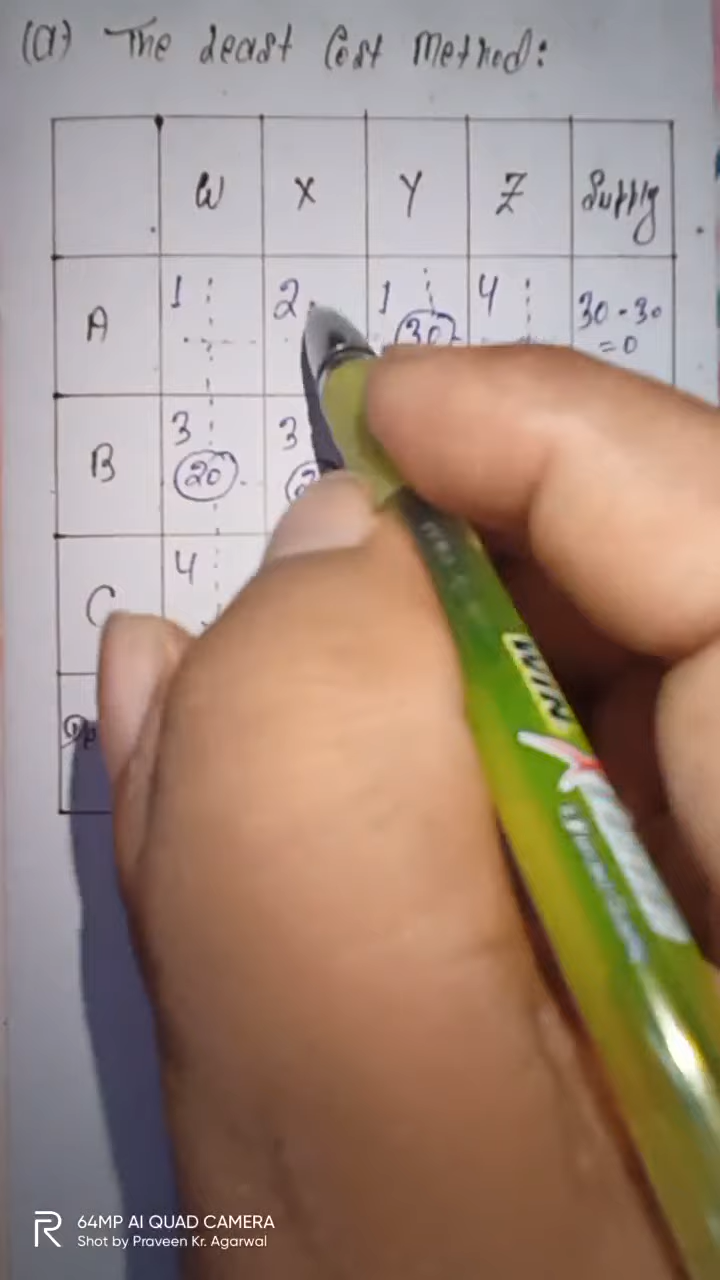 (a) The Least Cost Method:
W X Y Z Supply
A 1 2 1 30 4 30-30
=0
B 3 20 3
C 4
WIN
64MP AI QUAD CAMERA
Shot by Praveen Kr. Agarwal